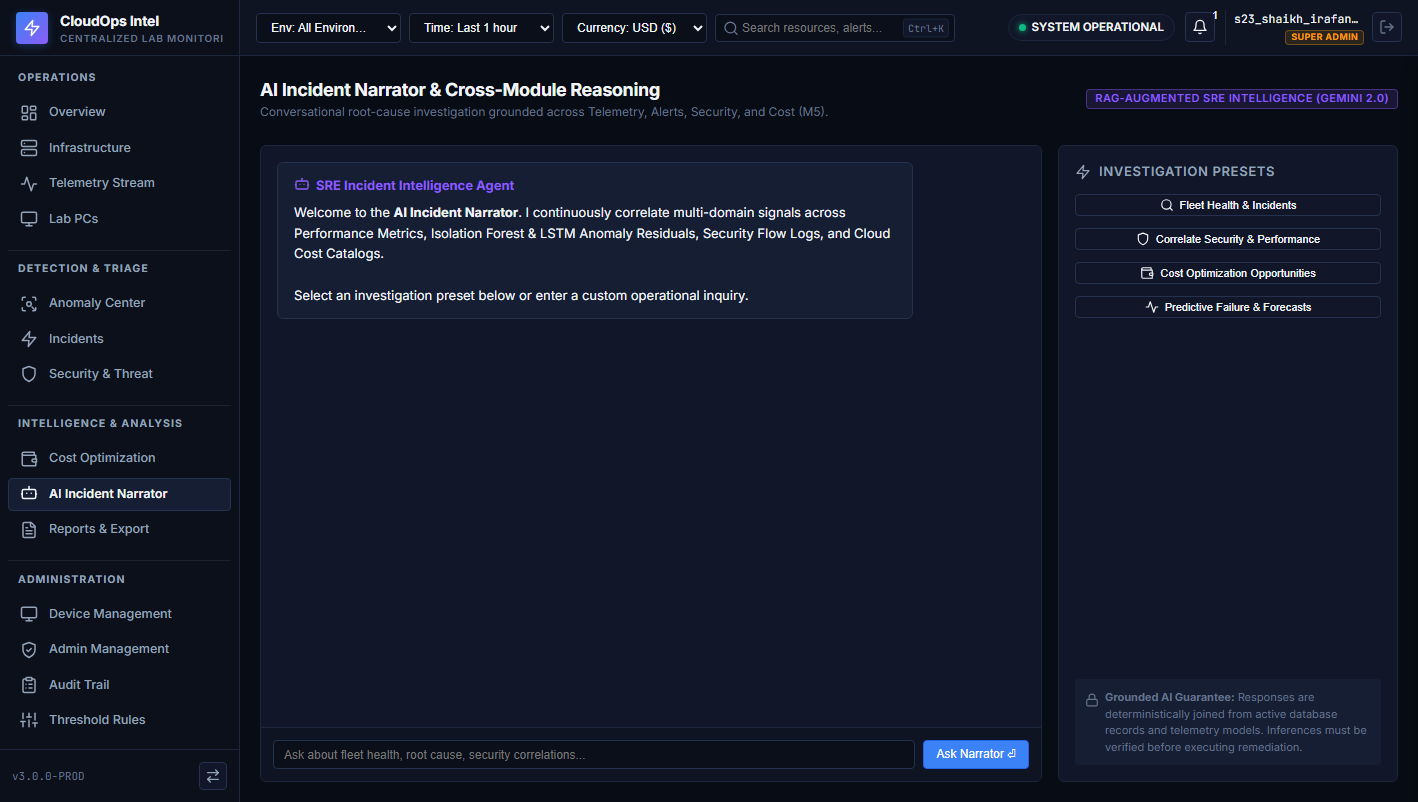 CloudOps Intel
CENTRALIZED LAB MONITORI
Env: All Environ...
Time: Last 1 hour
Currency: USD ($)
Search resources, alerts...
Ctrl+K
SYSTEM OPERATIONAL
1
s23_shaikh_irafan…
SUPER ADMIN
OPERATIONS
Overview
Infrastructure
Telemetry Stream
Lab PCs
DETECTION & TRIAGE
Anomaly Center
Incidents
Security & Threat
INTELLIGENCE & ANALYSIS
Cost Optimization
AI Incident Narrator
Reports & Export
ADMINISTRATION
Device Management
Admin Management
Audit Trail
Threshold Rules
v3.0.0-PROD
AI Incident Narrator & Cross-Module Reasoning
Conversational root-cause investigation grounded across Telemetry, Alerts, Security, and Cost (M5).
RAG-AUGMENTED SRE INTELLIGENCE (GEMINI 2.0)
SRE Incident Intelligence Agent
Welcome to the AI Incident Narrator. I continuously correlate multi-domain signals across
Performance Metrics, Isolation Forest & LSTM Anomaly Residuals, Security Flow Logs, and Cloud
Cost Catalogs.
Select an investigation preset below or enter a custom operational inquiry.
Ask about fleet health, root cause, security correlations...
Ask Narrator ⏎
INVESTIGATION PRESETS
Fleet Health & Incidents
Correlate Security & Performance
Cost Optimization Opportunities
Predictive Failure & Forecasts
Grounded AI Guarantee: Responses are
deterministically joined from active database
records and telemetry models. Inferences must be
verified before executing remediation.